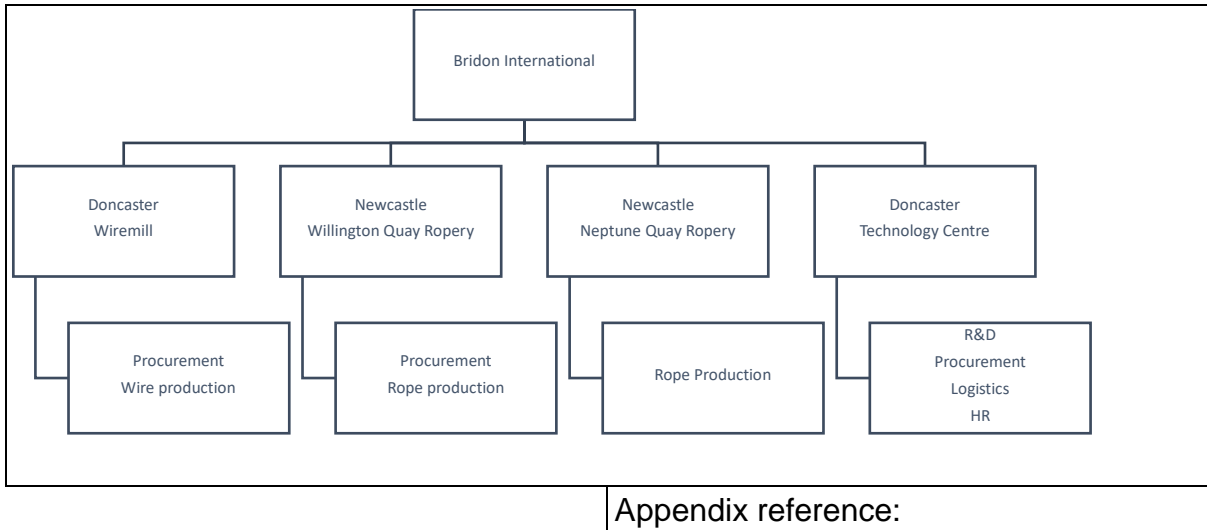 Bridon International
Doncaster
Wiremill
Newcastle
Willington Quay Ropery
Newcastle
Neptune Quay Ropery
Doncaster
Technology Centre
Procurement
Wire production
Procurement
Rope production
Rope Production
R&D
Procurement
Logistics
HR
Appendix reference: